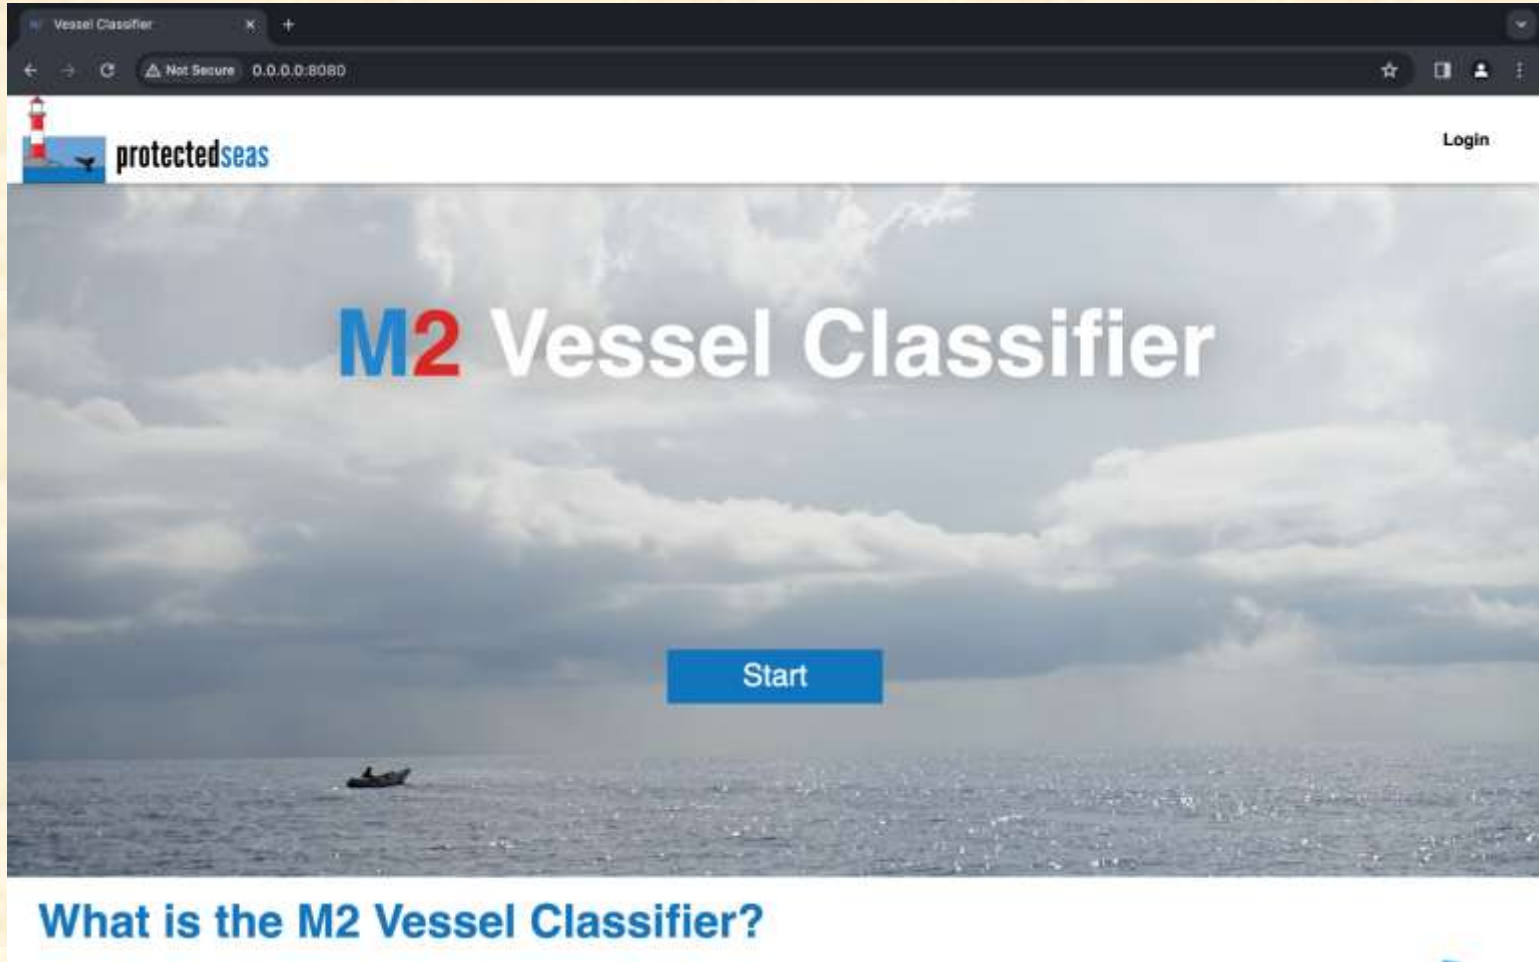 Vessel Classifier
Not Secure 0.0.0.0:8080
protectedseas
Login
M2 Vessel Classifier
Start
What is the M2 Vessel Classifier?